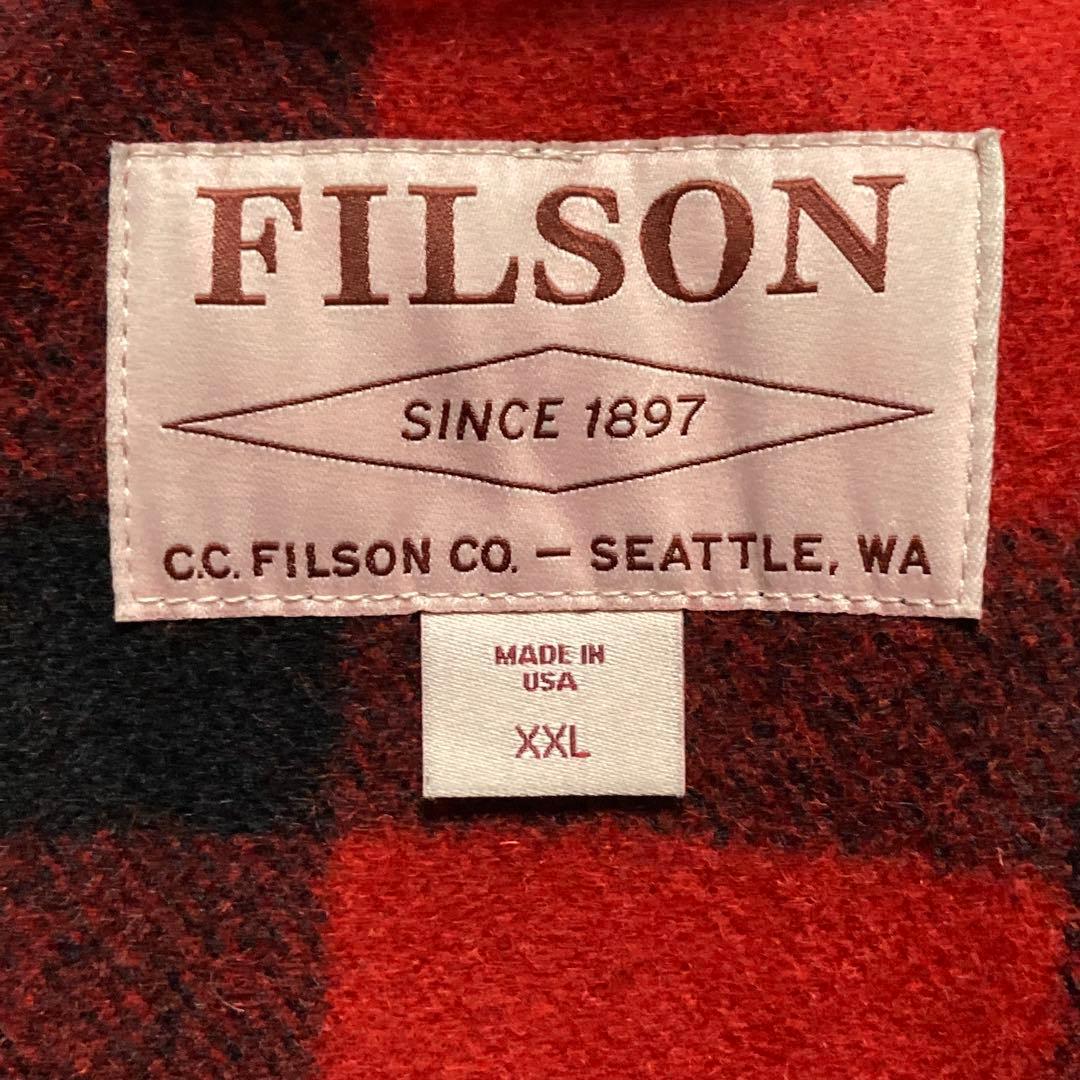 FILSON
SINCE 1897
C.C. FILSON CO. — SEATTLE, WA
MADE IN
USA
XXL